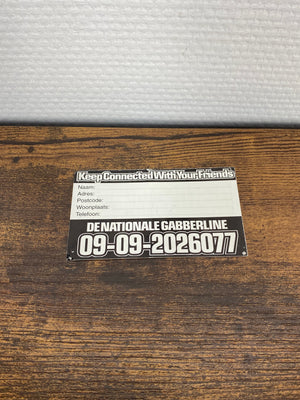 Keep Connected With Your Friends
Naam:
Adres:
Postcode:
Woonplaats:
Telefoon:
DE NATIONALE GABBERLINE
09-09-2026077